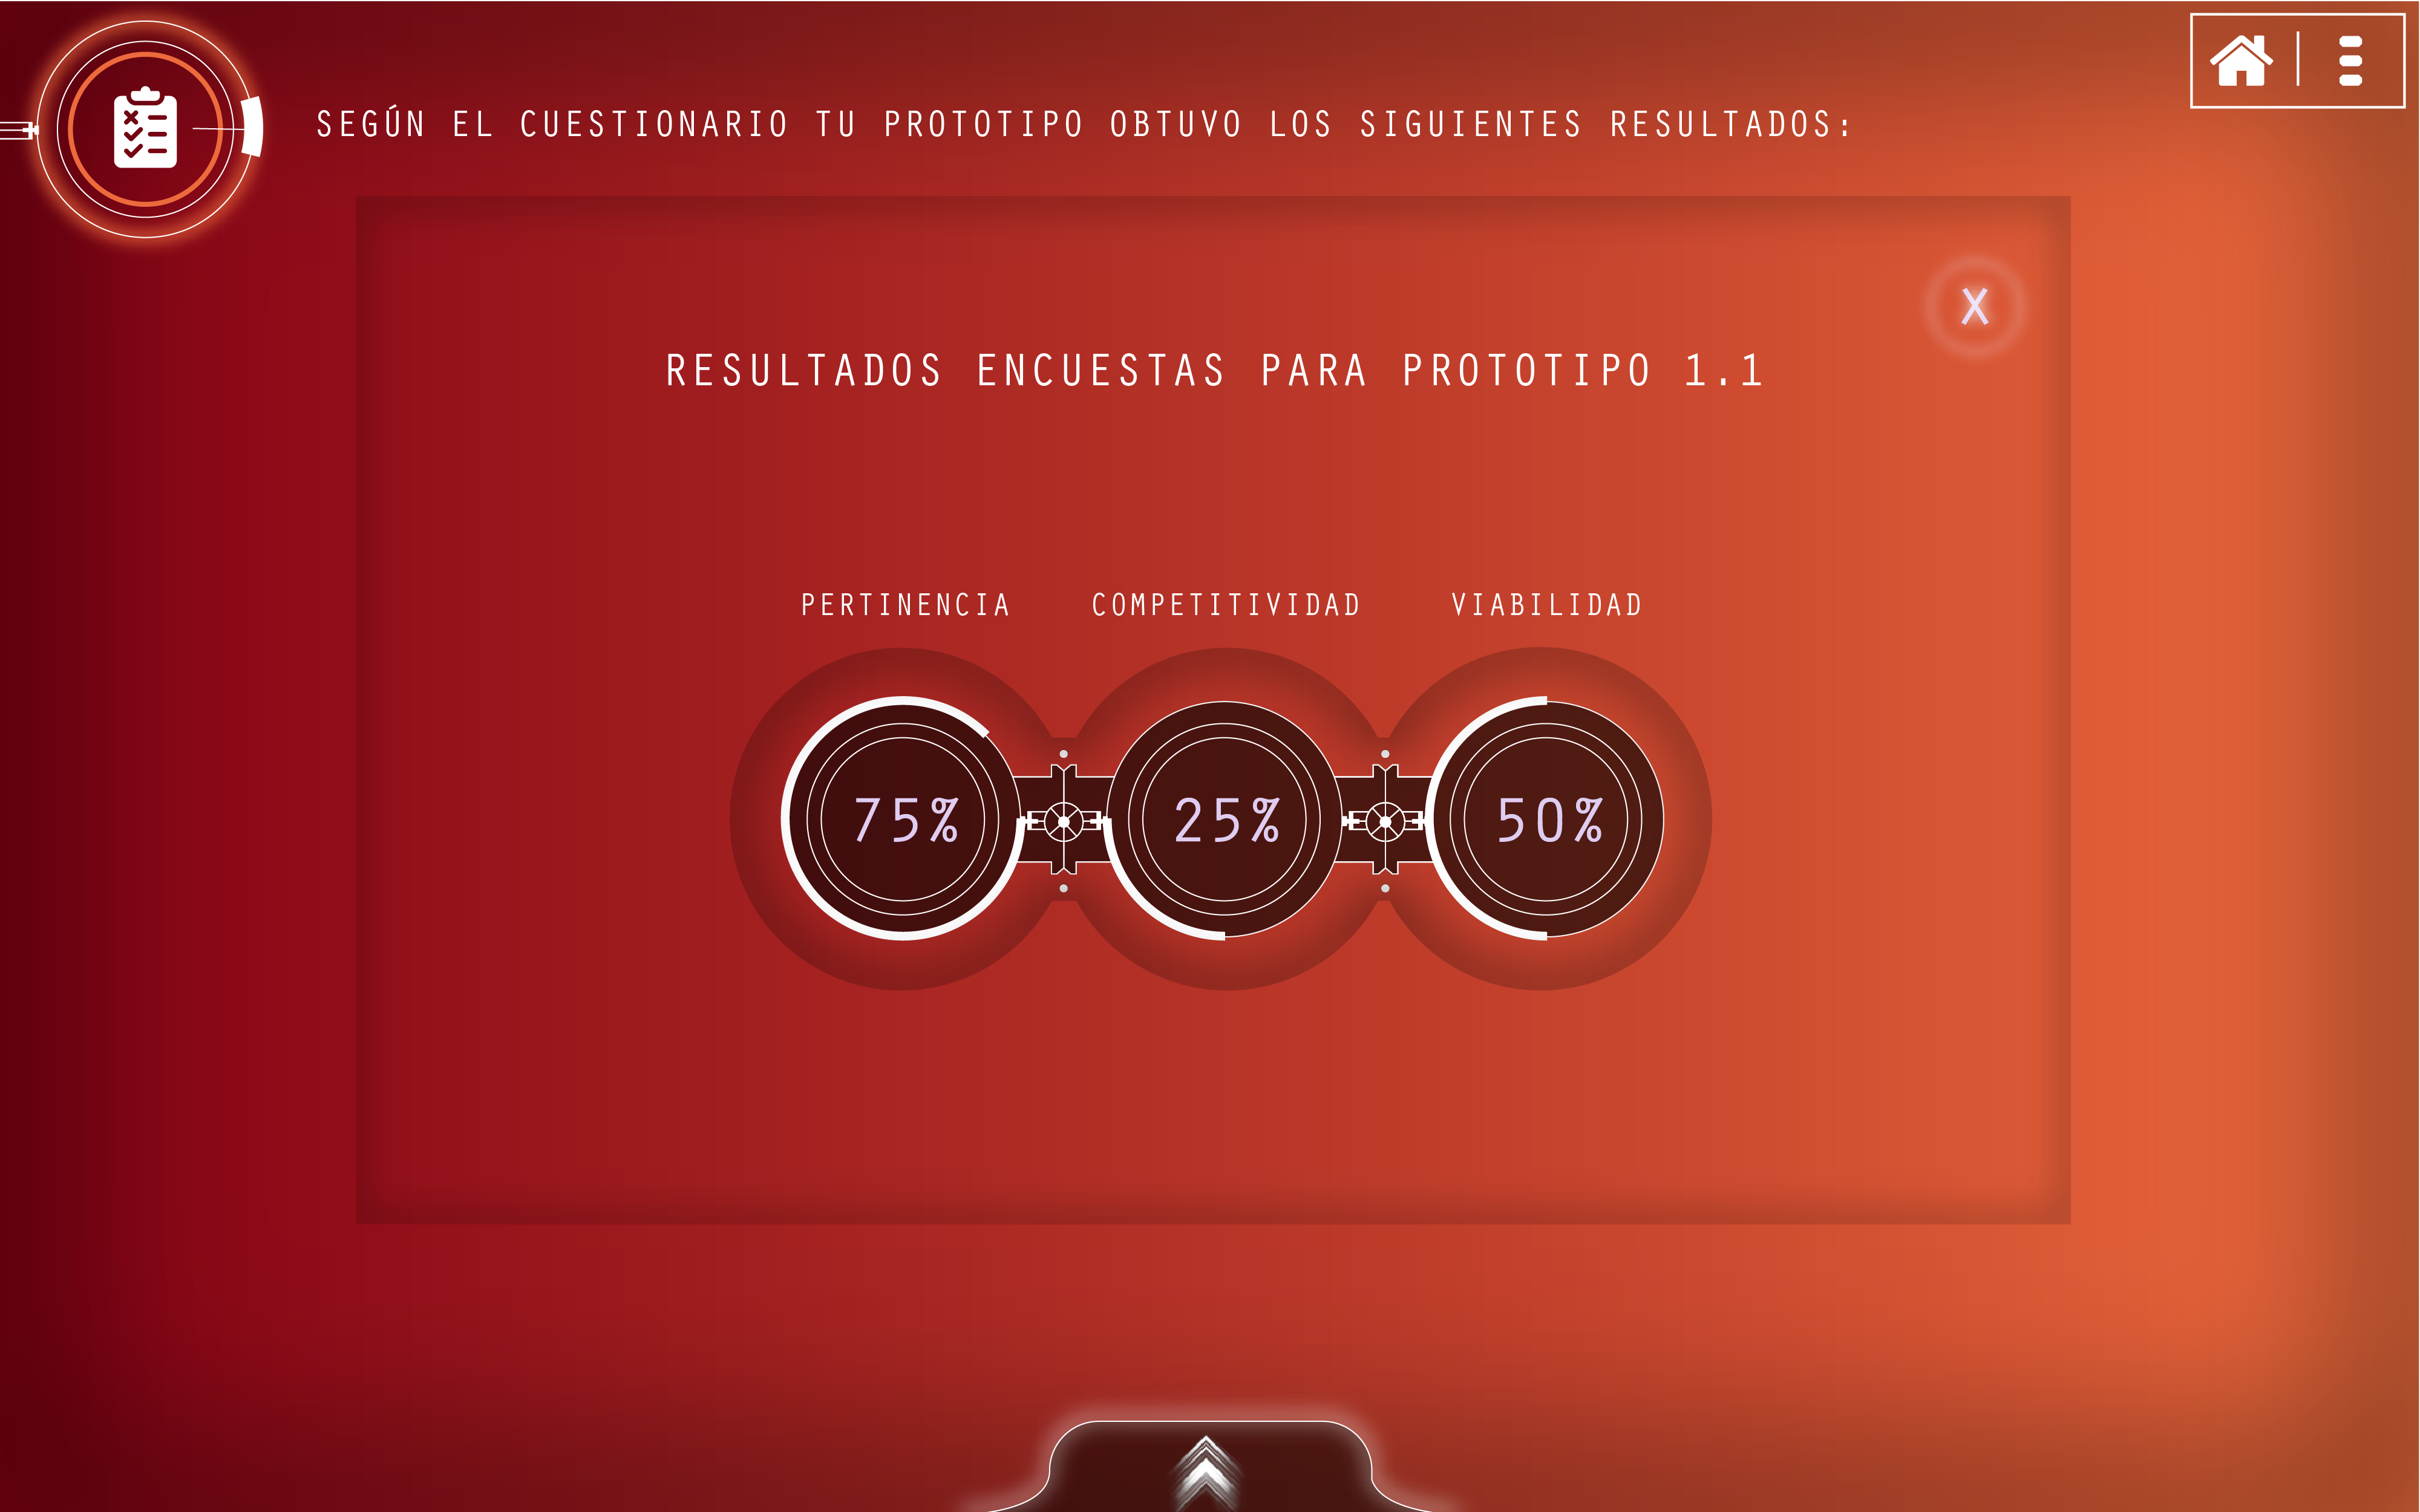 SEGÚN EL CUESTIONARIO TU PROTOTIPO OBTUVO LOS SIGUIENTES RESULTADOS:
X
RESULTADOS ENCUESTAS PARA PROTOTIPO 1.1
PERTINENCIA COMPETITIVIDAD VIABILIDAD
75% 25% 50%